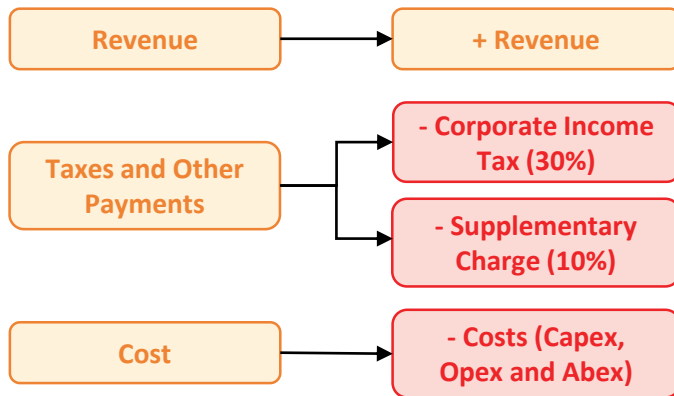 Revenue
+ Revenue
Taxes and Other
Payments
- Corporate Income
Tax (30%)
- Supplementary
Charge (10%)
Cost
- Costs (Capex,
Opex and Abex)